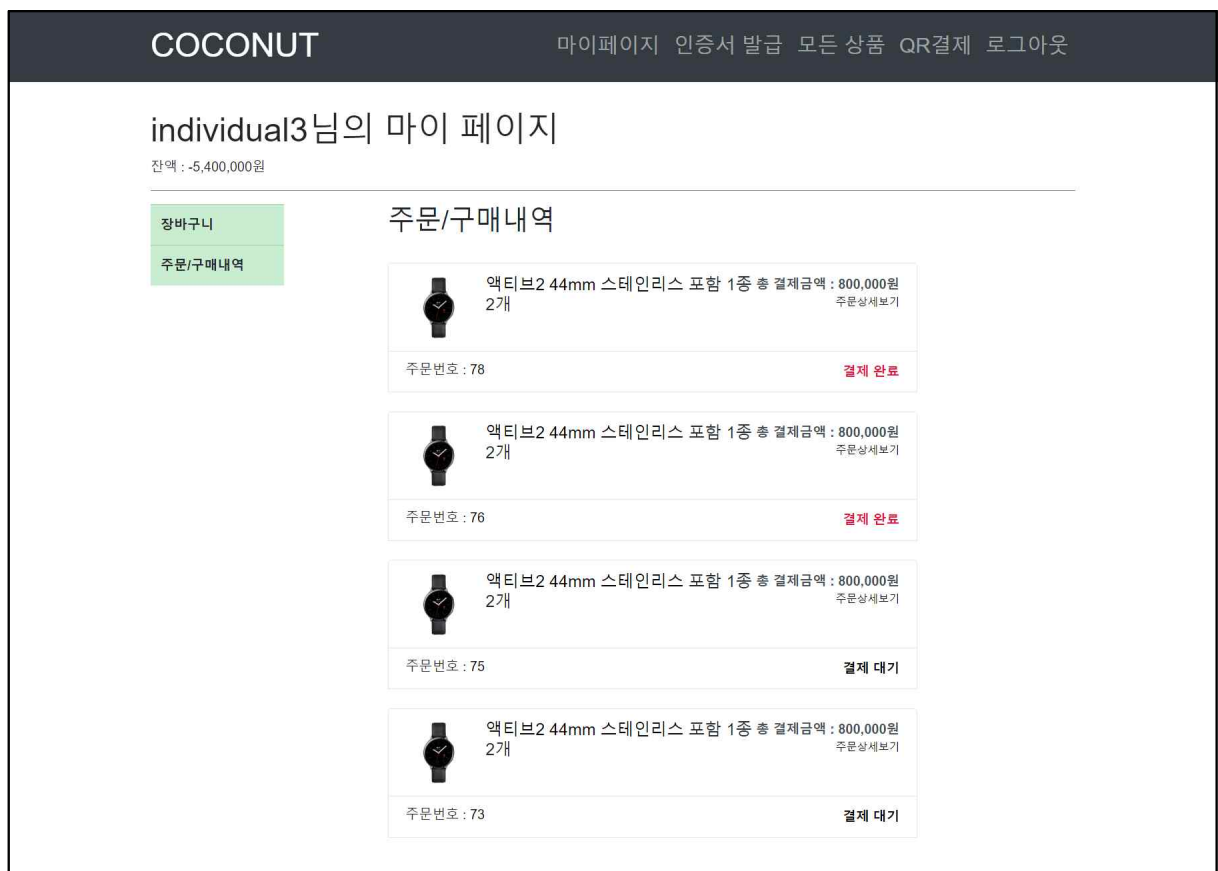 COCONUT
마이페이지 인증서 발급 모든 상품 QR결제 로그아웃
individual3님의 마이 페이지
잔액 : -5,400,000원
장바구니
주문/구매내역
주문/구매내역
액티브2 44mm 스테인리스 포함 1종 총 결제금액 : 800,000원
2개 주문상세보기
주문번호 : 78 결제 완료
액티브2 44mm 스테인리스 포함 1종 총 결제금액 : 800,000원
2개 주문상세보기
주문번호 : 76 결제 완료
액티브2 44mm 스테인리스 포함 1종 총 결제금액 : 800,000원
2개 주문상세보기
주문번호 : 75 결제 대기
액티브2 44mm 스테인리스 포함 1종 총 결제금액 : 800,000원
2개 주문상세보기
주문번호 : 73 결제 대기